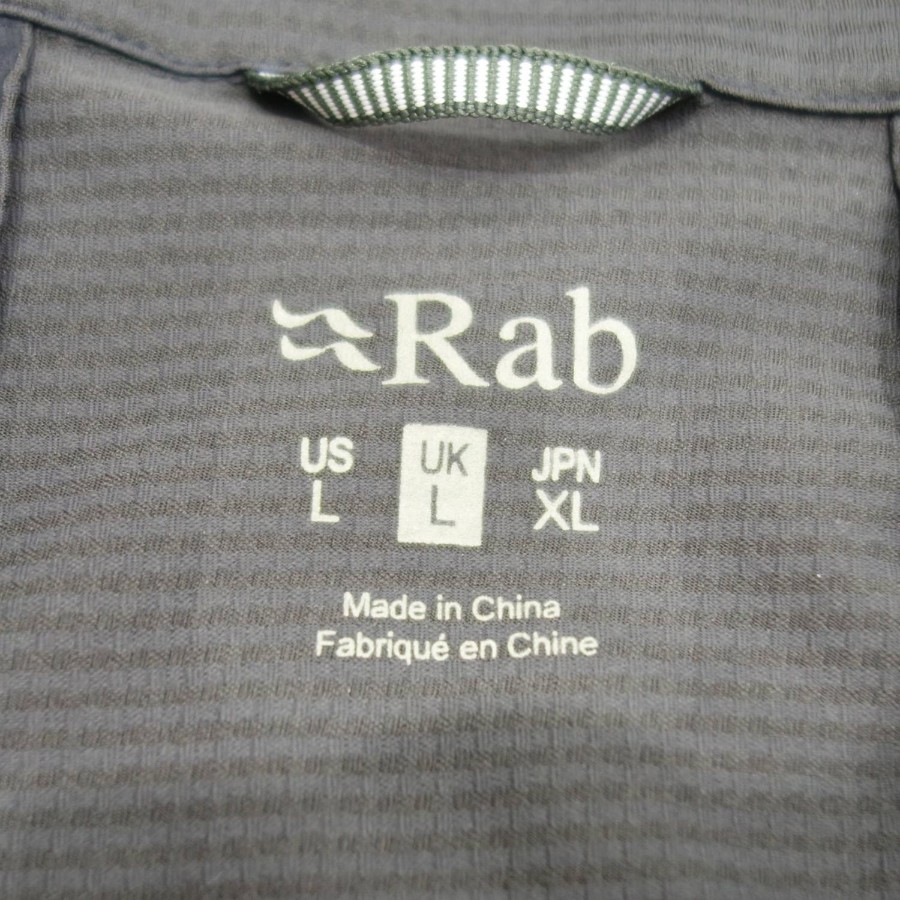 Rab
US UK JPN
L L XL
Made in China
Fabriqué en Chine